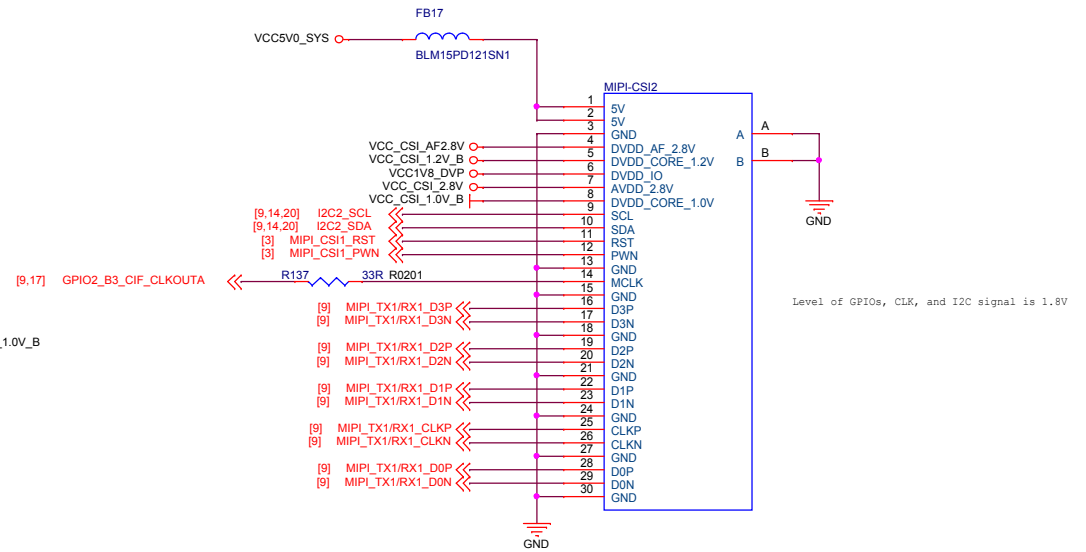 FB17
VCC5V0_SYS
BLM15PD121SN1
MIPI-CSI2
1 5V
2 5V
3 GND
VCC_CSI_AF2.8V 4 DVDD_AF_2.8V
VCC_CSI_1.2V_B 5 DVDD_CORE_1.2V
VCC1V8_DVP 6 DVDD_IO
VCC_CSI_2.8V 7 AVDD_2.8V
VCC_CSI_1.0V_B 8 DVDD_CORE_1.0V
[9,14,20] I2C2_SCL 9 SCL
[9,14,20] I2C2_SDA 10 SDA
[3] MIPI_CSI1_RST 11 RST
[3] MIPI_CSI1_PWN 12 PWN
13 GND
[9,17] GPIO2_B3_CIF_CLKOUTA R137 33R R0201 14 MCLK
15 GND
[9] MIPI_TX1/RX1_D3P 16 D3P
[9] MIPI_TX1/RX1_D3N 17 D3N
18 GND
[9] MIPI_TX1/RX1_D2P 19 D2P
[9] MIPI_TX1/RX1_D2N 20 D2N
21 GND
[9] MIPI_TX1/RX1_D1P 22 D1P
[9] MIPI_TX1/RX1_D1N 23 D1N
24 GND
[9] MIPI_TX1/RX1_CLKP 25 CLKP
[9] MIPI_TX1/RX1_CLKN 26 CLKN
27 GND
[9] MIPI_TX1/RX1_D0P 28 D0P
[9] MIPI_TX1/RX1_D0N 29 D0N
30 GND
GND
A A
B B
GND
Level of GPIOs, CLK, and I2C signal is 1.8V
_1.0V_B